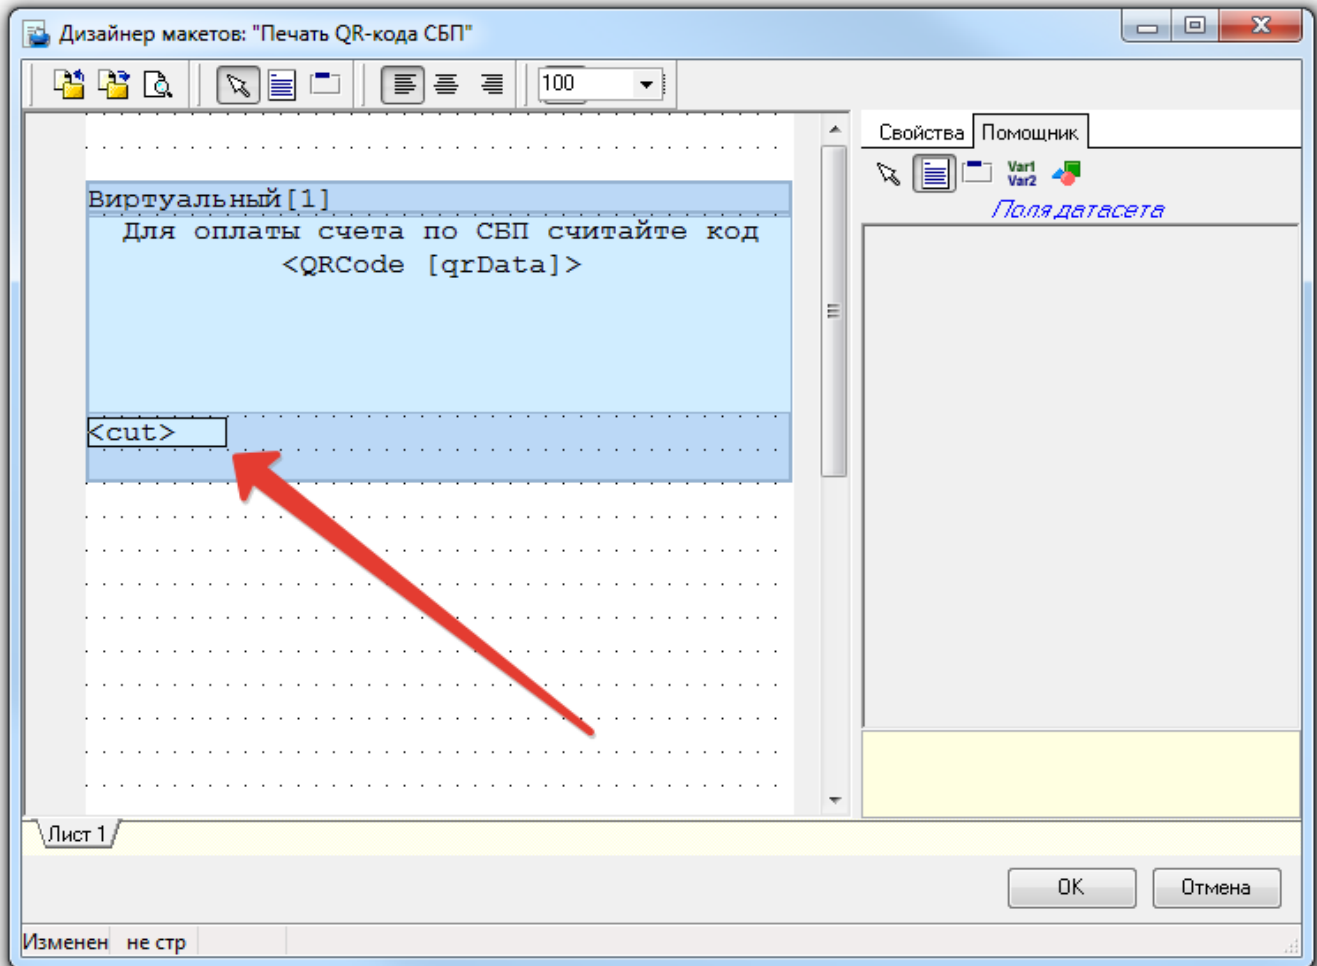 Дизайнер макетов: "Печать QR-кода СБП"
100
Свойства Помощник
Var1
Var2
Поля датасета
Виртуальный[1]
Для оплаты счета по СБП считайте код
<QRCode [qrData]>
<cut>
Лист 1
OK Отмена
Изменен не стр